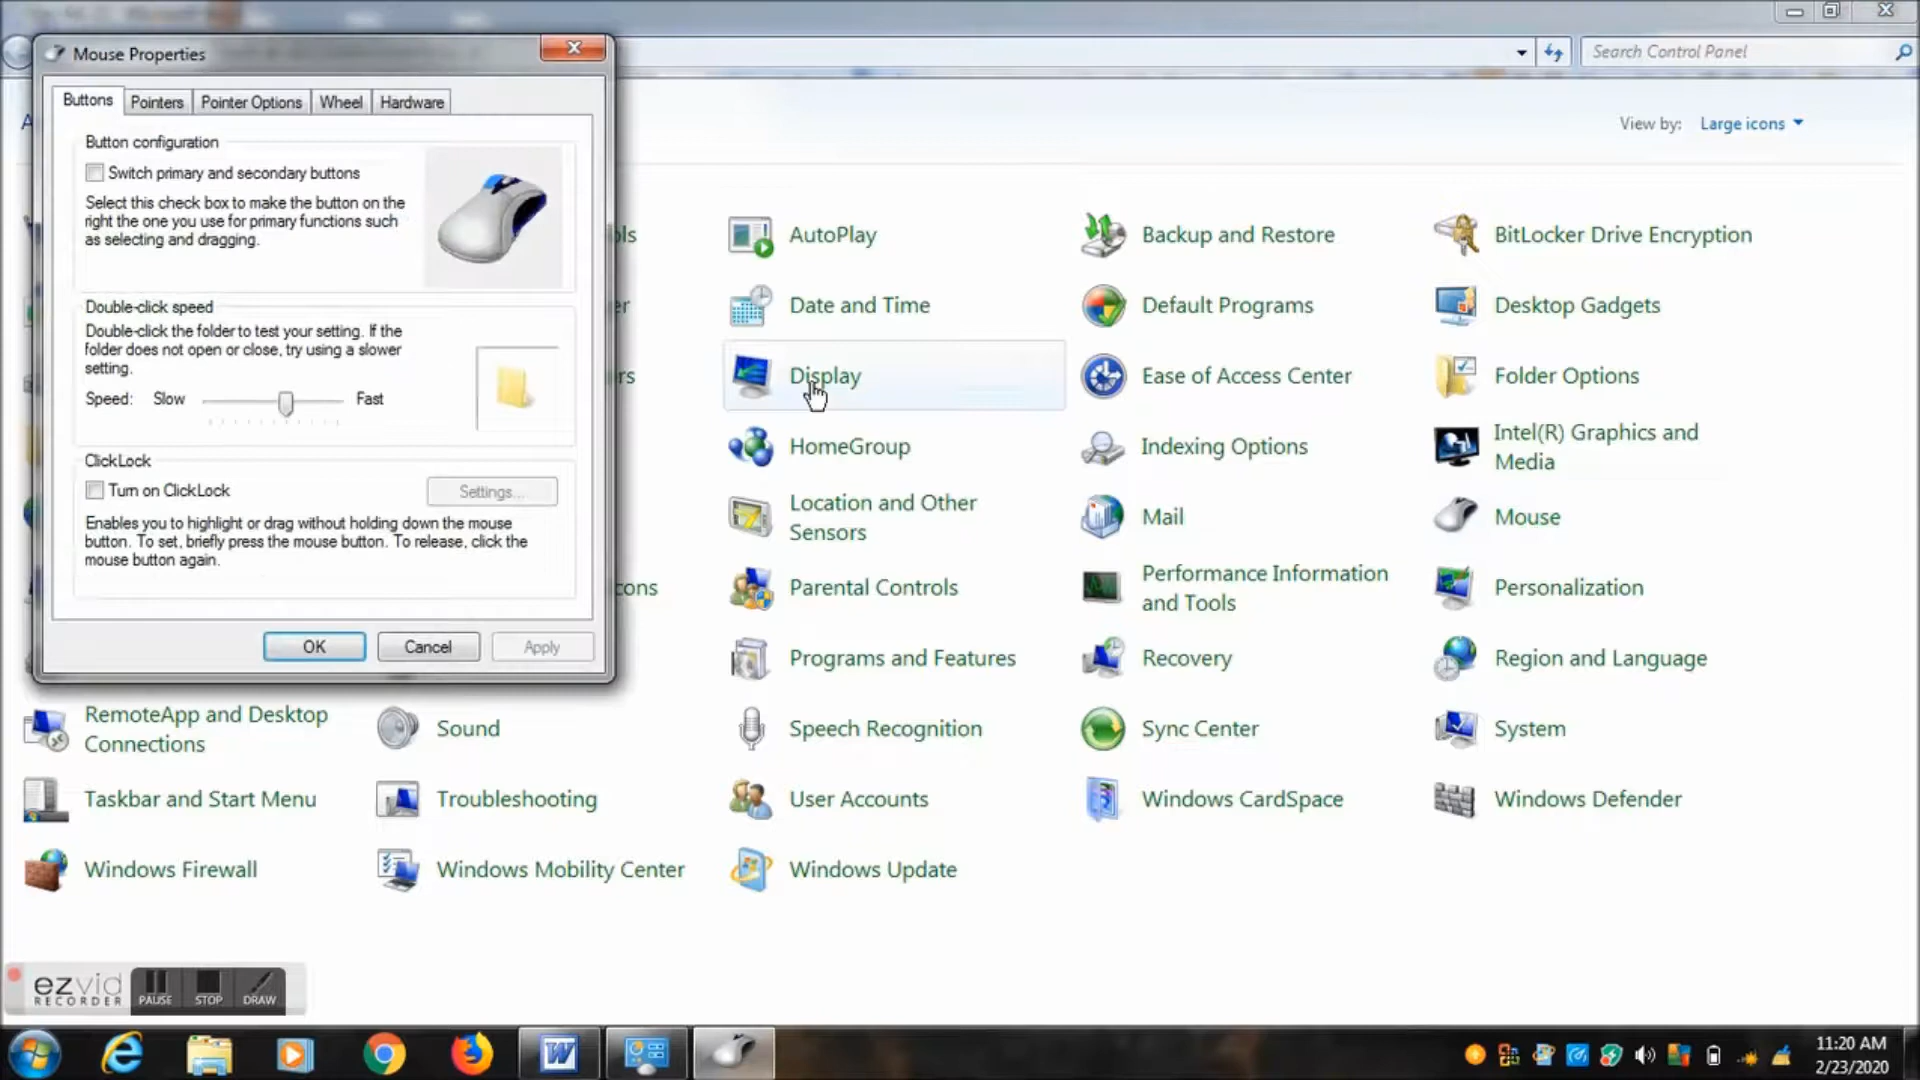 Mouse Properties
Search Control Panel
Buttons
Pointers
Pointer Options
Wheel
Hardware
View by:
Large icons
Button configuration
Switch primary and secondary buttons
Select this check box to make the button on the
right the one you use for primary functions such
as selecting and dragging.
Double-click speed
Double-click the folder to test your setting. If the
folder does not open or close, try using a slower
setting.
Speed:
Slow
Fast
ClickLock
Turn on ClickLock
Settings...
Enables you to highlight or drag without holding down the mouse
button. To set, briefly press the mouse button. To release, click the
mouse button again.
OK
Cancel
Apply
AutoPlay
Backup and Restore
BitLocker Drive Encryption
Date and Time
Default Programs
Desktop Gadgets
Display
Ease of Access Center
Folder Options
HomeGroup
Indexing Options
Intel(R) Graphics and
Media
Location and Other
Sensors
Mail
Mouse
Parental Controls
Performance Information
and Tools
Personalization
Programs and Features
Recovery
Region and Language
RemoteApp and Desktop
Connections
Sound
Speech Recognition
Sync Center
System
Taskbar and Start Menu
Troubleshooting
User Accounts
Windows CardSpace
Windows Defender
Windows Firewall
Windows Mobility Center
Windows Update
ezvid
RECORDER
PAUSE
STOP
DRAW
11:20 AM
2/23/2020